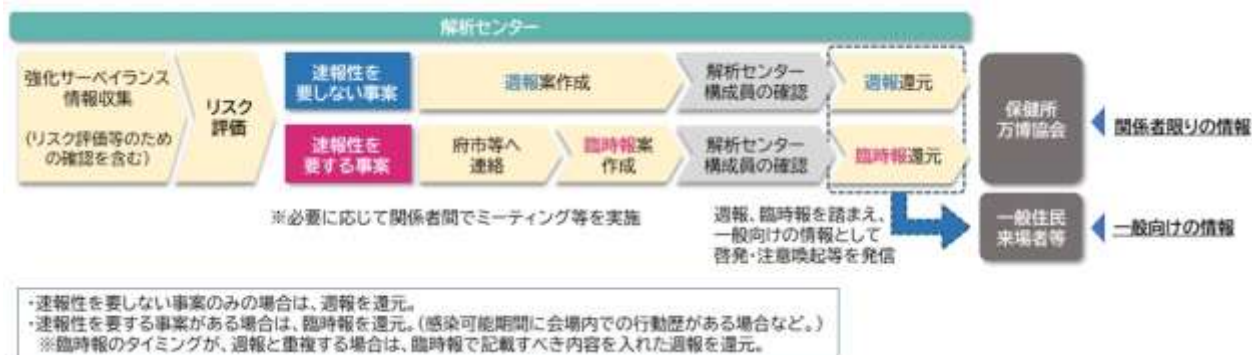 解析センター
強化サーベイランス
情報収集
(リスク評価等のため
の確認を含む)
リスク
評価
速報性を
要しない事案
週報案作成
解析センター
構成員の確認
週報還元
速報性を
要する事案
府市等へ
連絡
臨時報案
作成
解析センター
構成員の確認
臨時報還元
保健所
万博協会
関係者限りの情報
※必要に応じて関係者間でミーティング等を実施
週報、臨時報を踏まえ、
一般向けの情報として
啓発・注意喚起等を発信
一般住民
来場者等
一般向けの情報
・速報性を要しない事案のみの場合は、週報を還元。
・速報性を要する事案がある場合は、臨時報を還元。(感染可能期間に会場内での行動歴がある場合など。)
※臨時報のタイミングが、週報と重複する場合は、臨時報で記載すべき内容を入れた週報を還元。